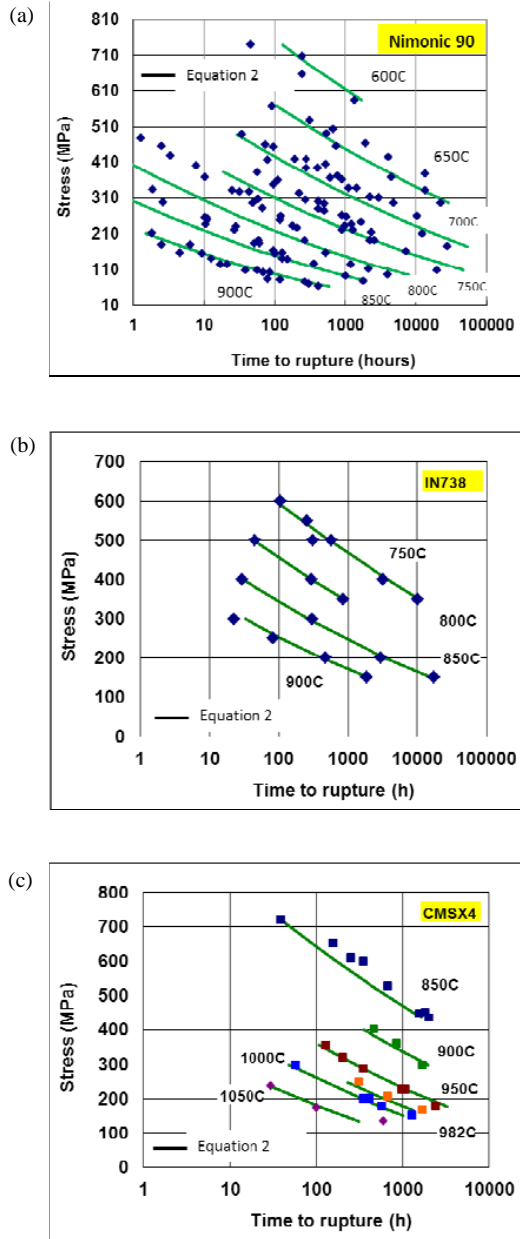 (a)
810
710
610
510
410
310
210
110
10
Stress (MPa)
Nimonic 90
Equation 2
600C
650C
700C
750C
800C
850C
900C
1
10
100
1000
10000
100000
Time to rupture (hours)
(b)
700
600
500
400
300
200
100
0
Stress (MPa)
IN738
750C
800C
850C
900C
Equation 2
1
10
100
1000
10000
100000
Time to rupture (h)
(c)
800
700
600
500
400
300
200
100
0
Stress (MPa)
CMSX4
850C
900C
1000C
950C
1050C
982C
Equation 2
1
10
100
1000
10000
Time to rupture (h)